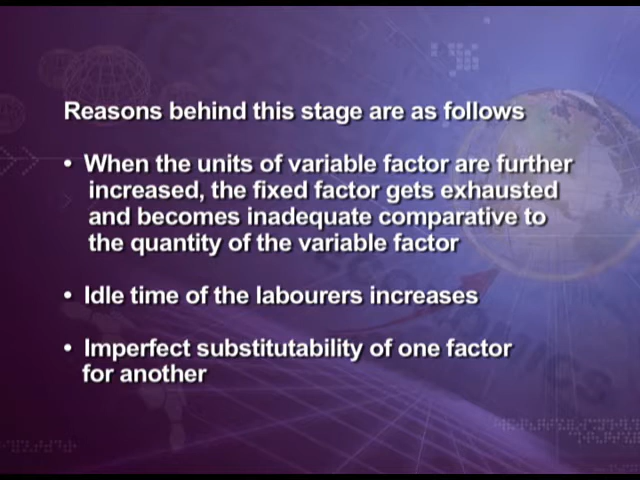 Reasons behind this stage are as follows
• When the units of variable factor are further
increased, the fixed factor gets exhausted
and becomes inadequate comparative to
the quantity of the variable factor
• Idle time of the labourers increases
• Imperfect substitutability of one factor
for another